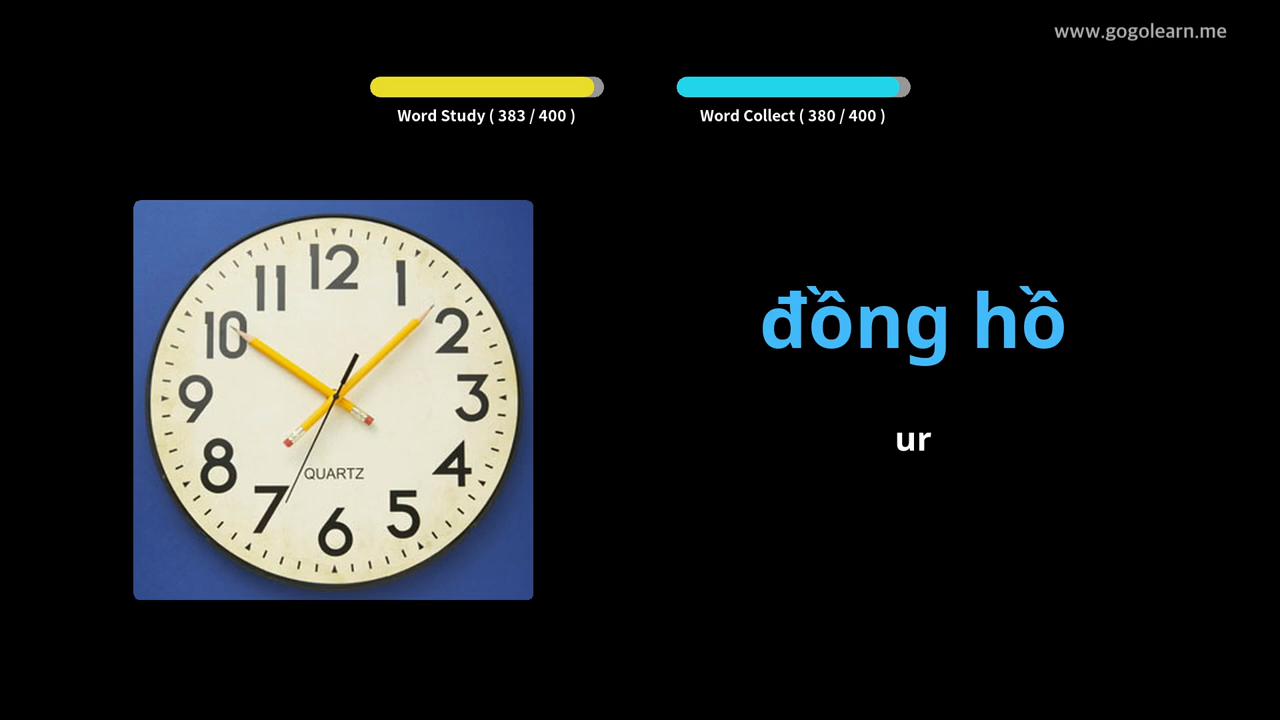 www.gogolearn.me
Word Study ( 383 / 400 )
Word Collect ( 380 / 400 )
12
1
2
3
4
5
6
7
8
9
10
11
QUARTZ
đồng hồ
ur